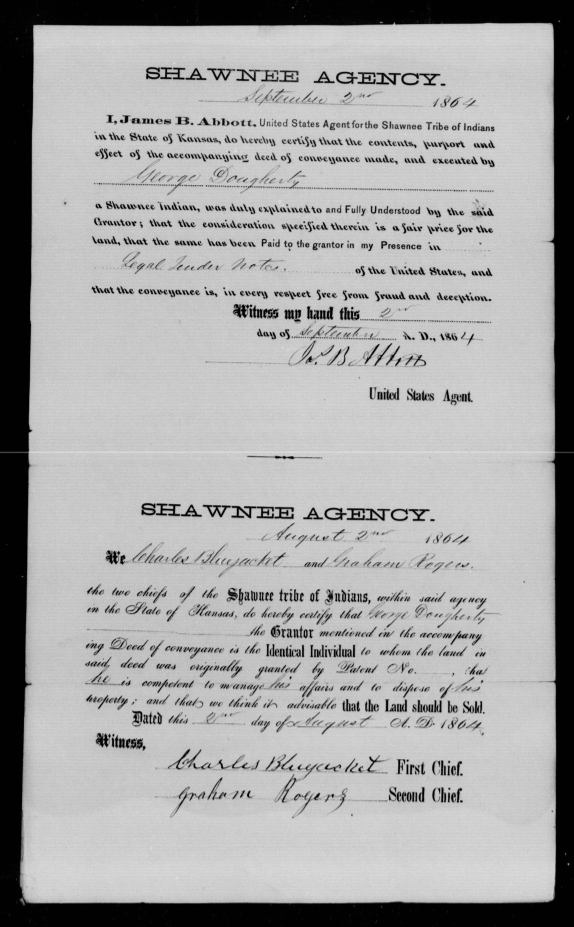 SHAWNEE AGENCY.
September 2nd 1864
I, James B. Abbott, United States Agent for the Shawnee Tribe of Indians
in the State of Kansas, do hereby certify that the contents, purport and
effect of the accompanying deed of conveyance made, and executed by
George Dougherty
a Shawnee Indian, was duly explained to and Fully Understood by the said
Grantor; that the consideration specified therein is a fair price for the
land, that the same has been Paid to the grantor in my Presence in
Legal Tender Notes. of the United States, and
that the conveyance is, in every respect free from fraud and deception.
Witness my hand this 2nd
day of September A. D., 1864
Jas. B Abbott
United States Agent.
SHAWNEE AGENCY.
August 2nd 1864
We Charles Bluejacket and Graham Rogers.
the two chiefs of the Shawnee tribe of Indians, within said agency
in the State of Kansas, do hereby certify that George Dougherty
the Grantor mentioned in the accompany
ing Deed of conveyance is the Identical Individual to whom the land in
said, deed was originally granted by Patent No. , tha
he is competent to manage his affairs and to dispose of his
property; and that we think it advisable that the Land should be Sold.
Dated this 2nd day of August A. D. 1864.
Witness,
Charles Bluejacket First Chief.
Graham Rogers Second Chief.